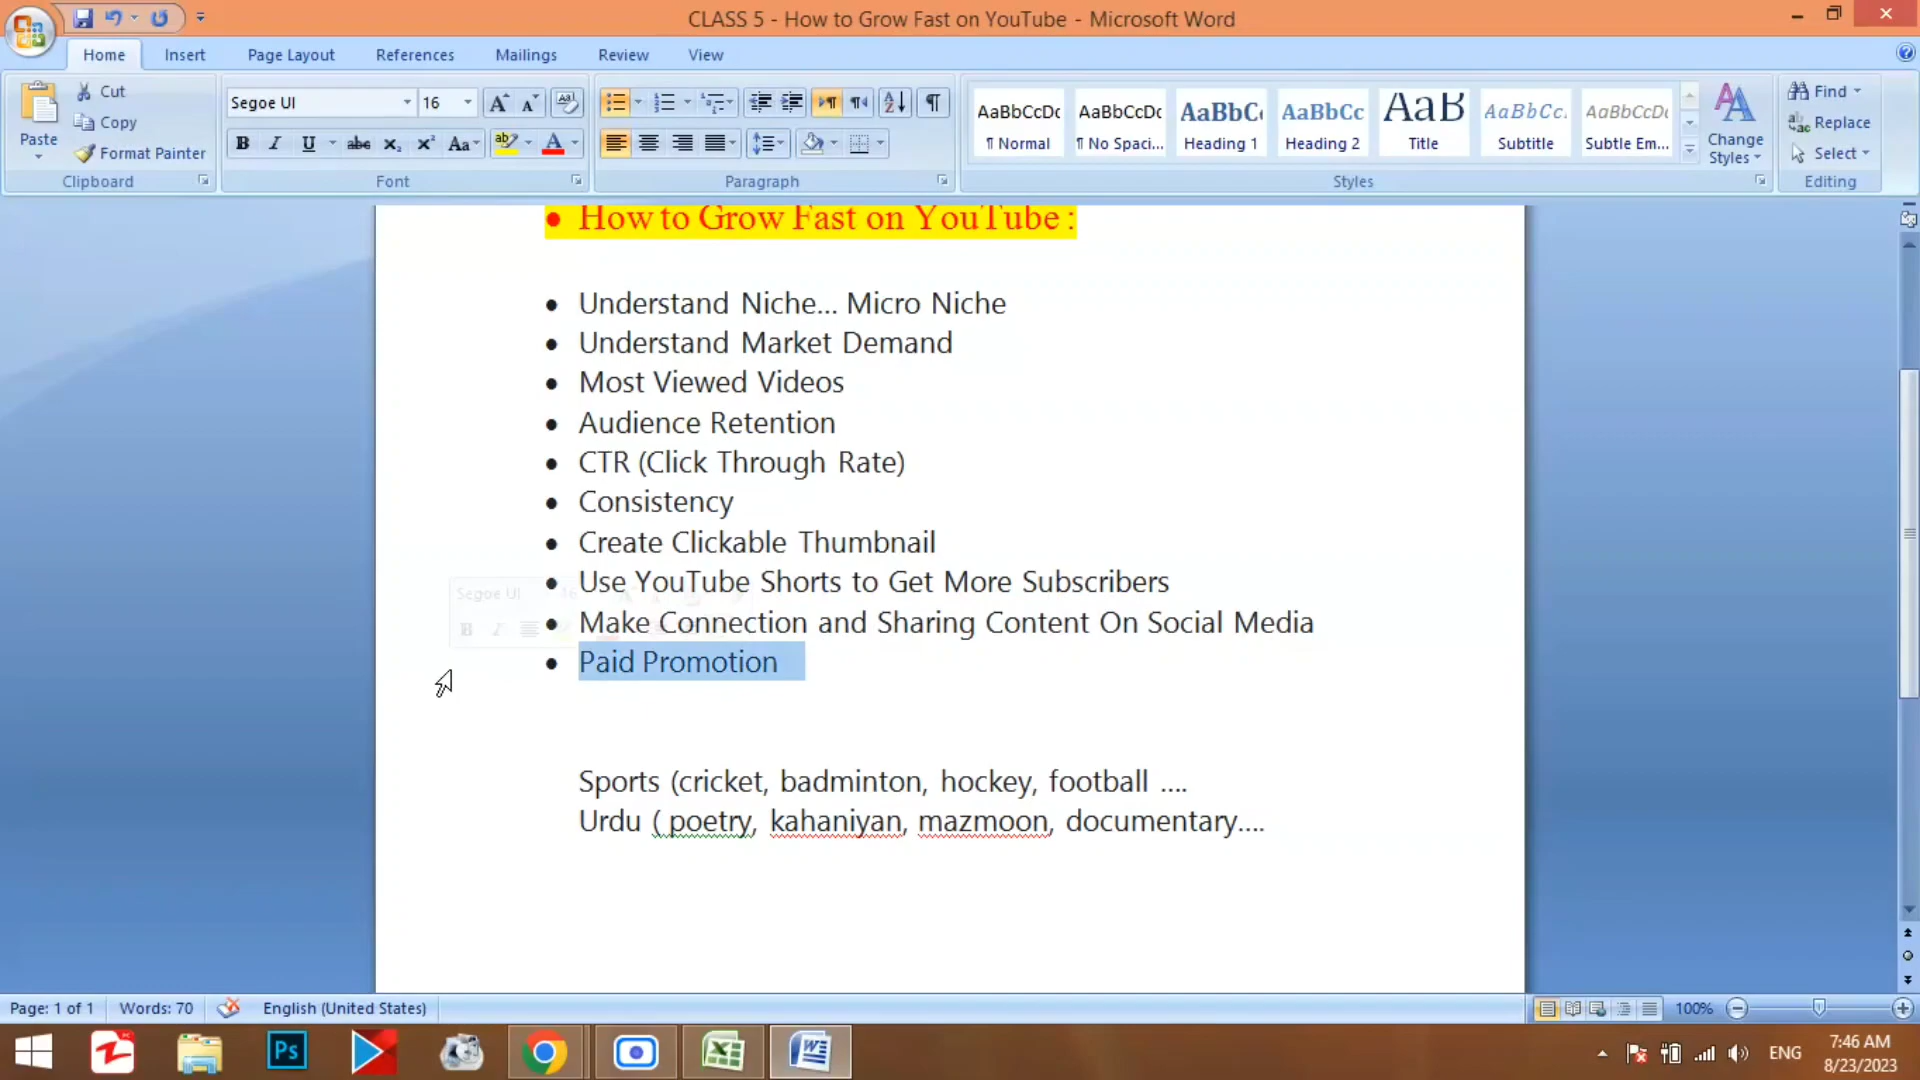 CLASS 5 - How to Grow Fast on YouTube - Microsoft Word
Home Insert Page Layout References Mailings Review View
Paste
Cut
Copy
Format Painter
Clipboard
Segoe UI 16
Font
Paragraph
AaBbCcDc AaBbCcDc AaBbC AaBbCc AaB AaBbCc. AaBbCcDc
¶ Normal ¶ No Spaci... Heading 1 Heading 2 Title Subtitle Subtle Em...
Change Styles
Styles
Find
Replace
Select
Editing
• How to Grow Fast on YouTube :
• Understand Niche... Micro Niche
• Understand Market Demand
• Most Viewed Videos
• Audience Retention
• CTR (Click Through Rate)
• Consistency
• Create Clickable Thumbnail
• Use YouTube Shorts to Get More Subscribers
• Make Connection and Sharing Content On Social Media
• Paid Promotion
Sports (cricket, badminton, hockey, football ....
Urdu ( poetry, kahaniyan, mazmoon, documentary....
Page: 1 of 1 Words: 70 English (United States) 100%
Ps
ENG
7:46 AM
8/23/2023